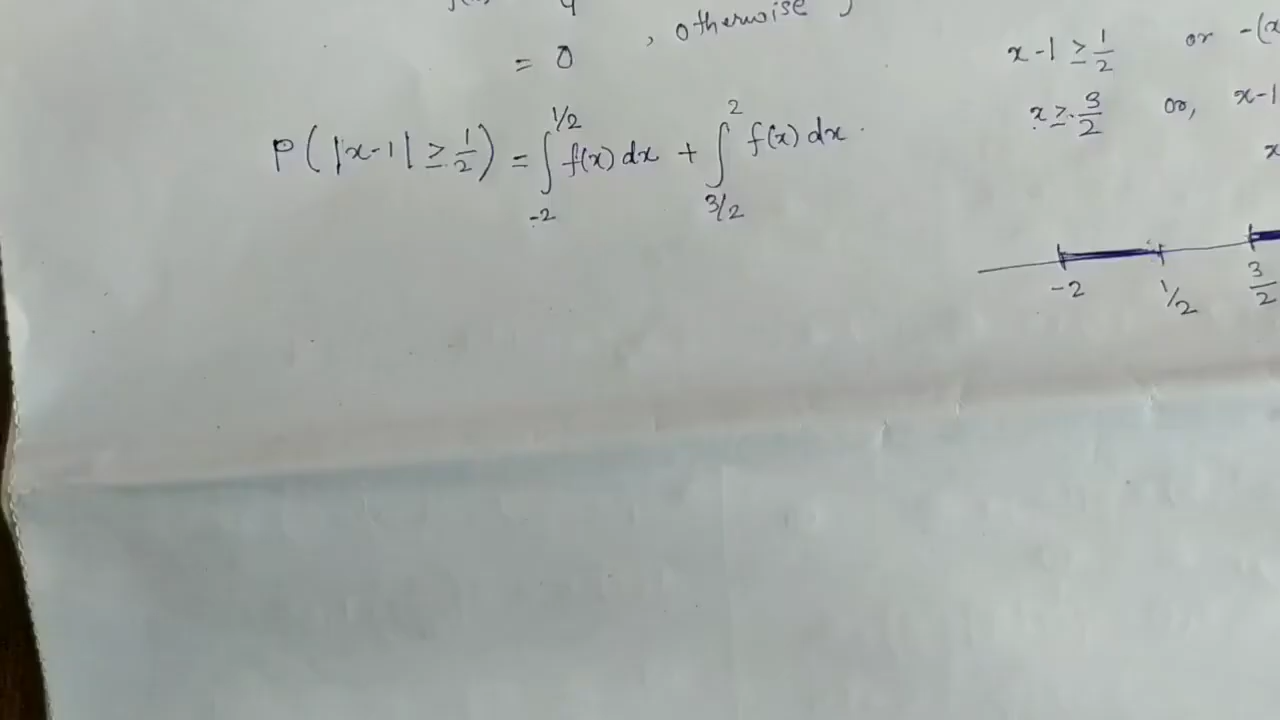 4
= 0 , otherwise
P( |x-1| ≥ 1/2 ) = ∫_{-2}^{1/2} f(x) dx + ∫_{3/2}^{2} f(x) dx.
x-1 ≥ 1/2 or -(x
x ≥ 3/2 or, x-1
x
-2 1/2 3/2